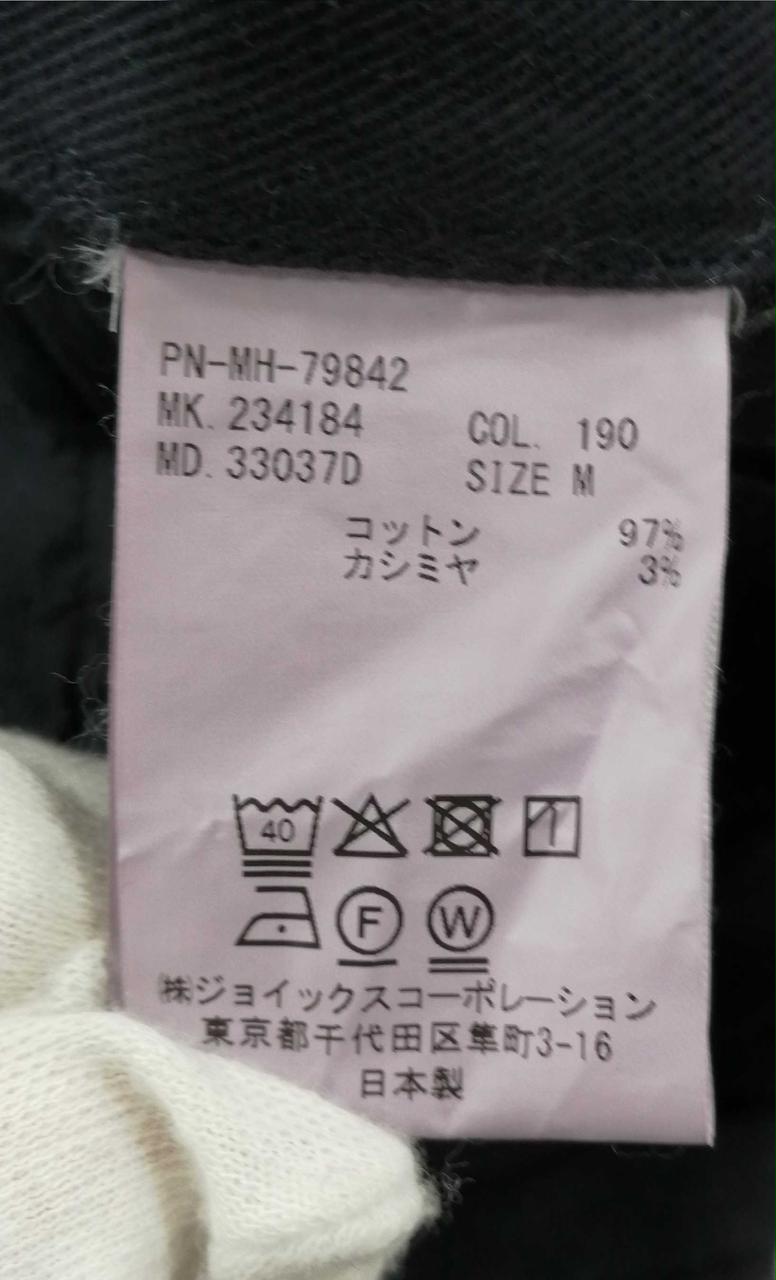 PN-MH-79842
MK. 234184 COL. 190
MD. 33037D SIZE M
コットン 97%
カシミヤ 3%
40
F W
㈱ジョイックスコーポレーション
東京都千代田区隼町3-16
日本製